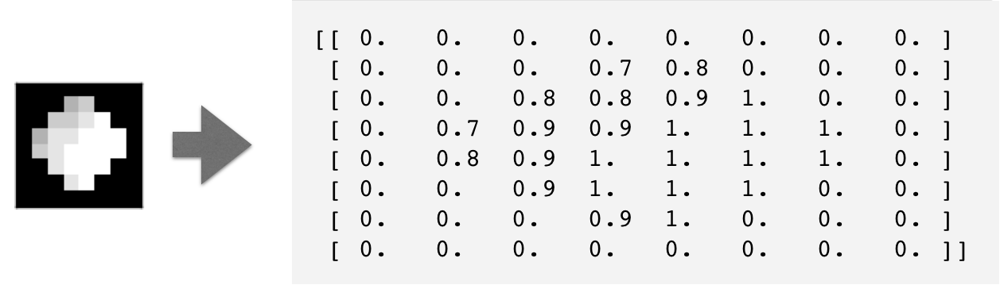 [[ 0. 0. 0. 0. 0. 0. 0. 0. ]
[ 0. 0. 0. 0.7 0.8 0. 0. 0. ]
[ 0. 0. 0.8 0.8 0.9 1. 0. 0. ]
[ 0. 0.7 0.9 0.9 1. 1. 1. 0. ]
[ 0. 0.8 0.9 1. 1. 1. 1. 0. ]
[ 0. 0. 0.9 1. 1. 1. 0. 0. ]
[ 0. 0. 0. 0.9 1. 0. 0. 0. ]
[ 0. 0. 0. 0. 0. 0. 0. 0. ]]